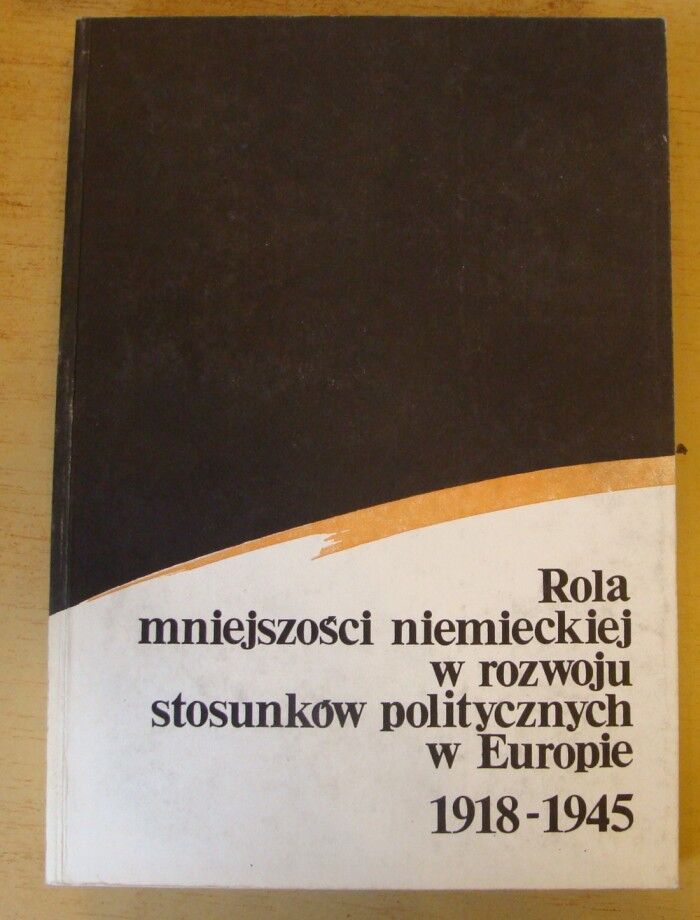 Rola
mniejszości niemieckiej
w rozwoju
stosunków politycznych
w Europie
1918-1945